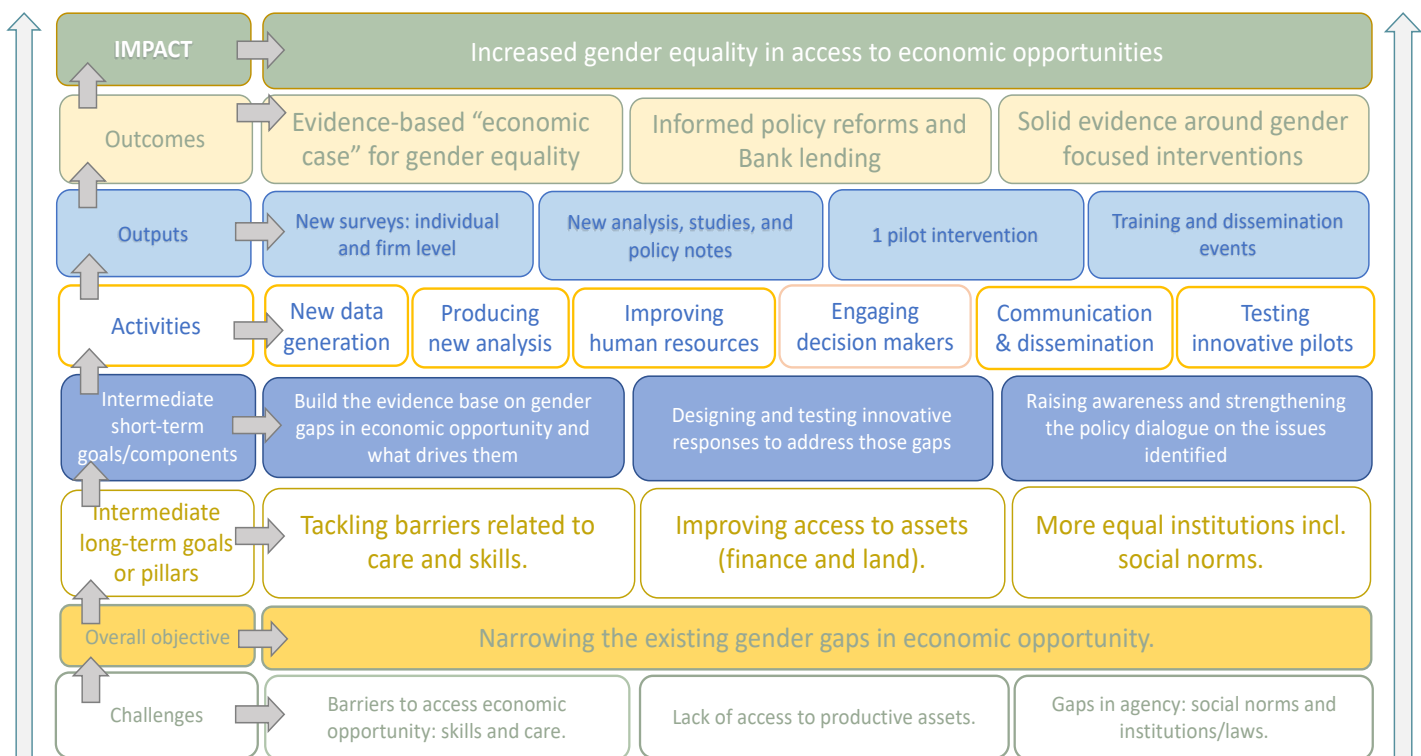 IMPACT
Increased gender equality in access to economic opportunities
Outcomes
Evidence-based “economic
case” for gender equality
Informed policy reforms and
Bank lending
Solid evidence around gender
focused interventions
Outputs
New surveys: individual
and firm level
New analysis, studies, and
policy notes
1 pilot intervention
Training and dissemination
events
Activities
New data
generation
Producing
new analysis
Improving
human resources
Engaging
decision makers
Communication
& dissemination
Testing
innovative pilots
Intermediate
short-term
goals/components
Build the evidence base on gender
gaps in economic opportunity and
what drives them
Designing and testing innovative
responses to address those gaps
Raising awareness and strengthening
the policy dialogue on the issues
identified
Intermediate
long-term goals
or pillars
Tackling barriers related to
care and skills.
Improving access to assets
(finance and land).
More equal institutions incl.
social norms.
Overall objective
Narrowing the existing gender gaps in economic opportunity.
Challenges
Barriers to access economic
opportunity: skills and care.
Lack of access to productive assets.
Gaps in agency: social norms and
institutions/laws.